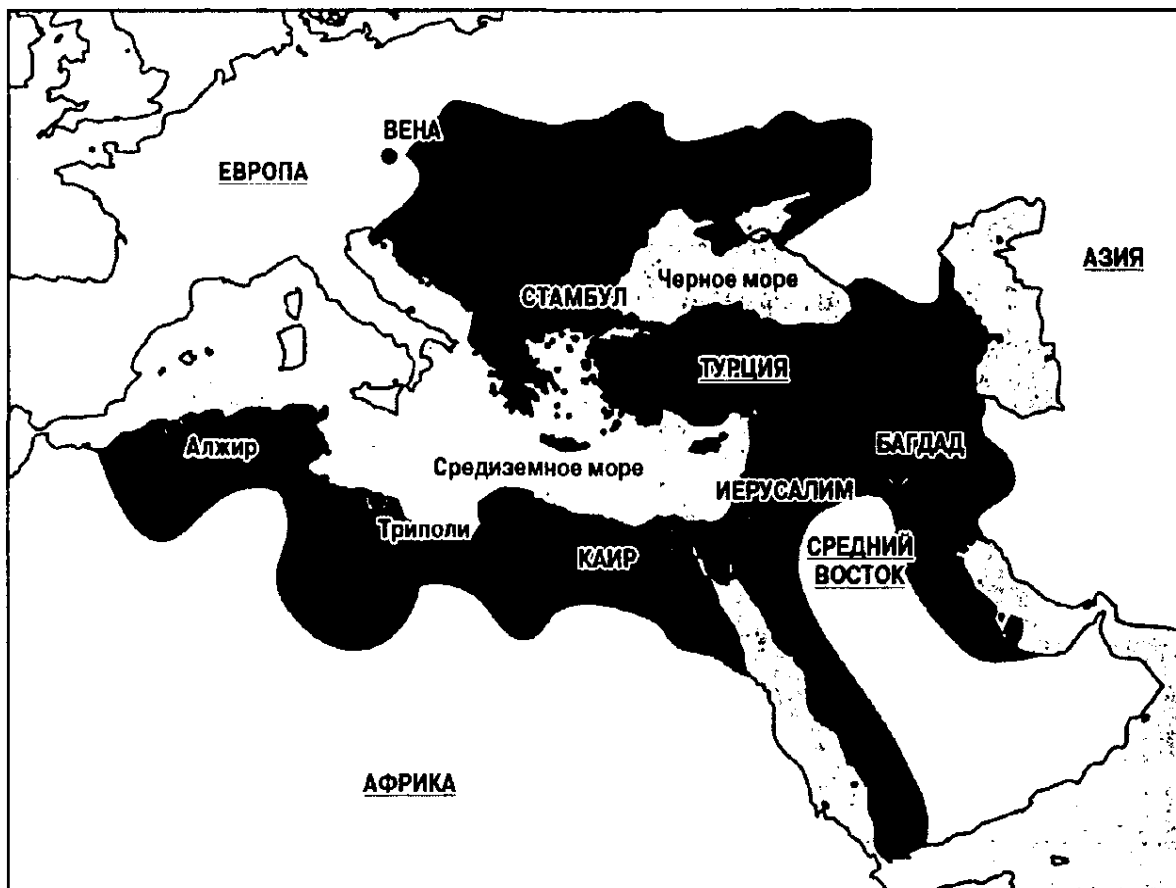 ВЕНА
ЕВРОПА
АЗИЯ
Черное море
СТАМБУЛ
ТУРЦИЯ
Алжир
БАГДАД
Средиземное море
ИЕРУСАЛИМ
Триполи
КАИР
СРЕДНИЙ
ВОСТОК
АФРИКА